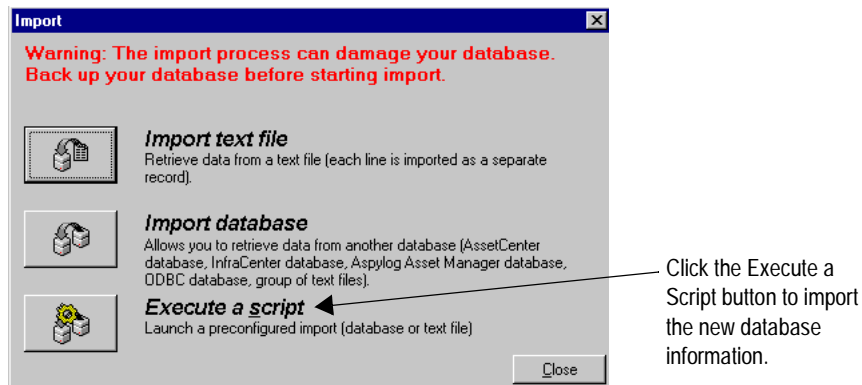 Import
Warning: The import process can damage your database.
Back up your database before starting import.
Import text file
Retrieve data from a text file (each line is imported as a separate
record).
Import database
Allows you to retrieve data from another database (AssetCenter
database, InfraCenter database, Aspylog Asset Manager database,
ODBC database, group of text files).
Execute a script
Launch a preconfigured import (database or text file)
Close
Click the Execute a
Script button to import
the new database
information.